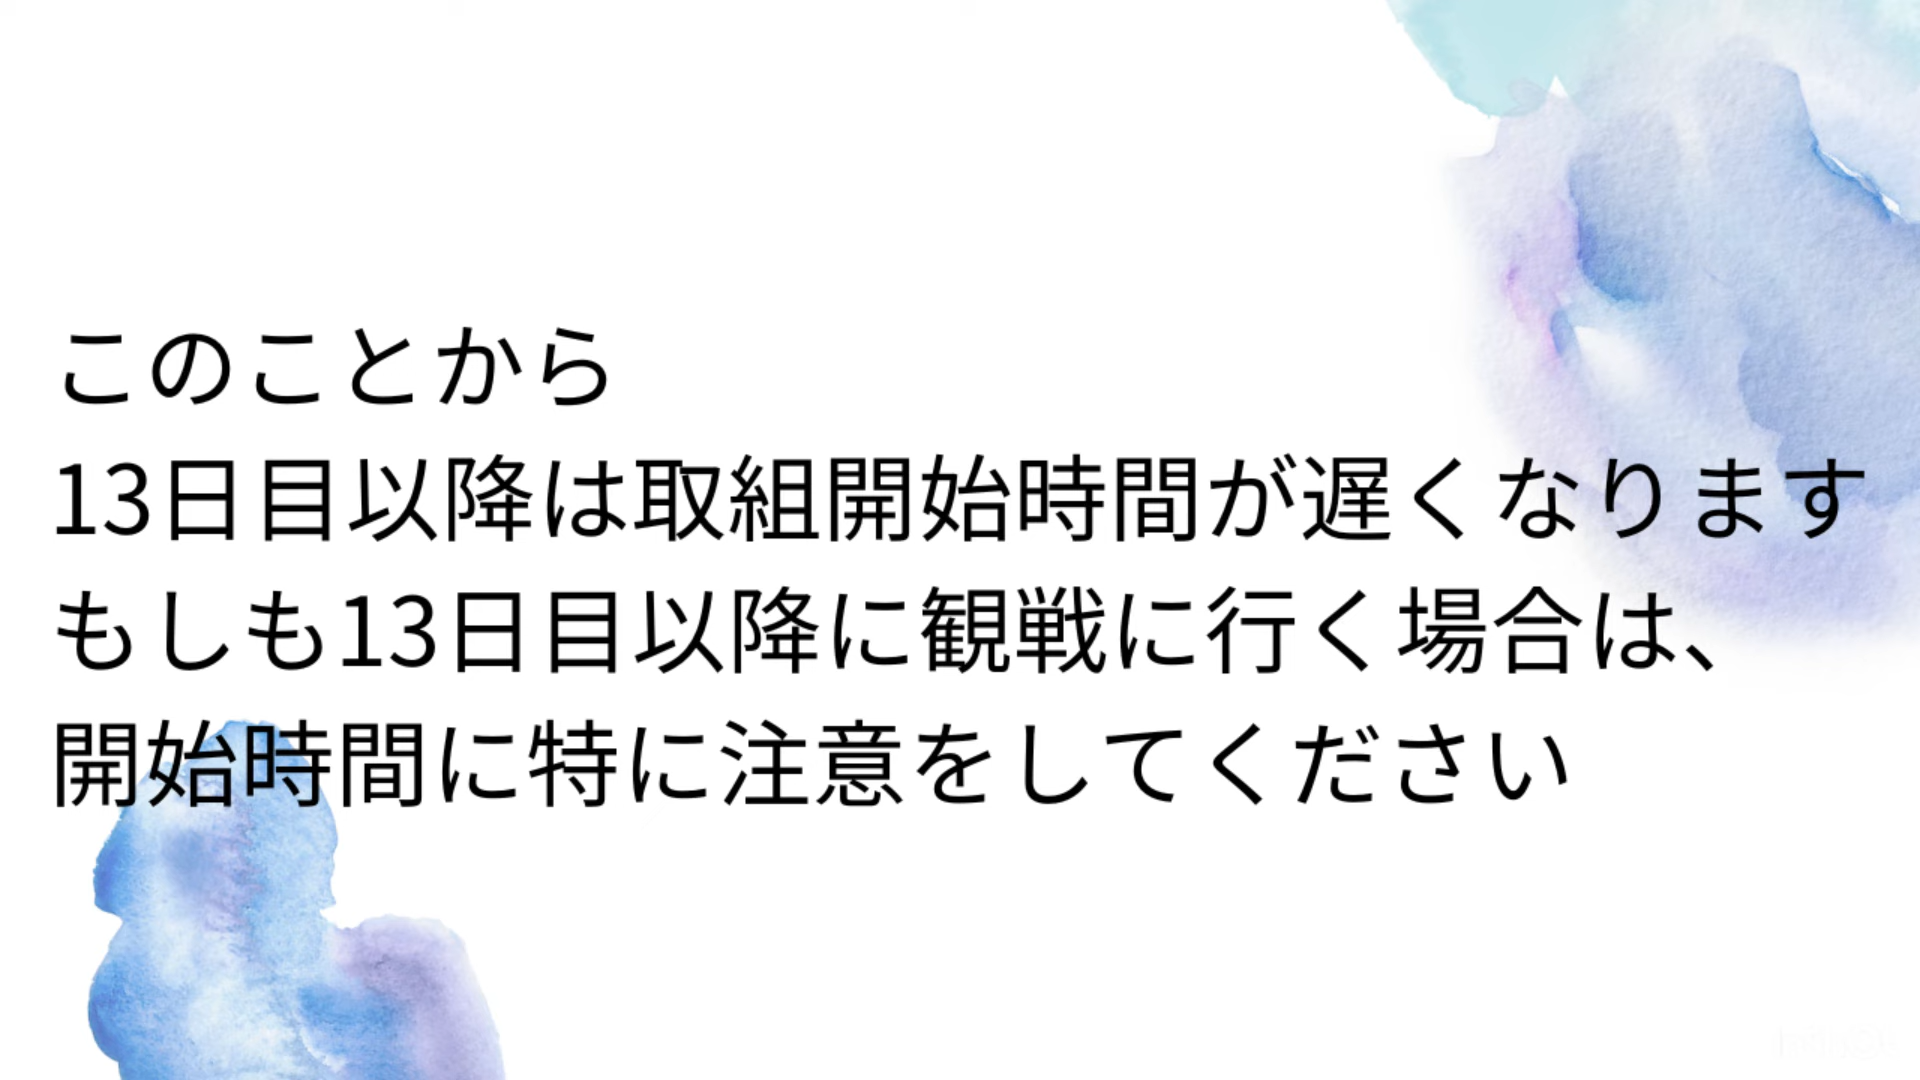 このことから
13日目以降は取組開始時間が遅くなります
もしも13日目以降に観戦に行く場合は、
開始時間に特に注意をしてください